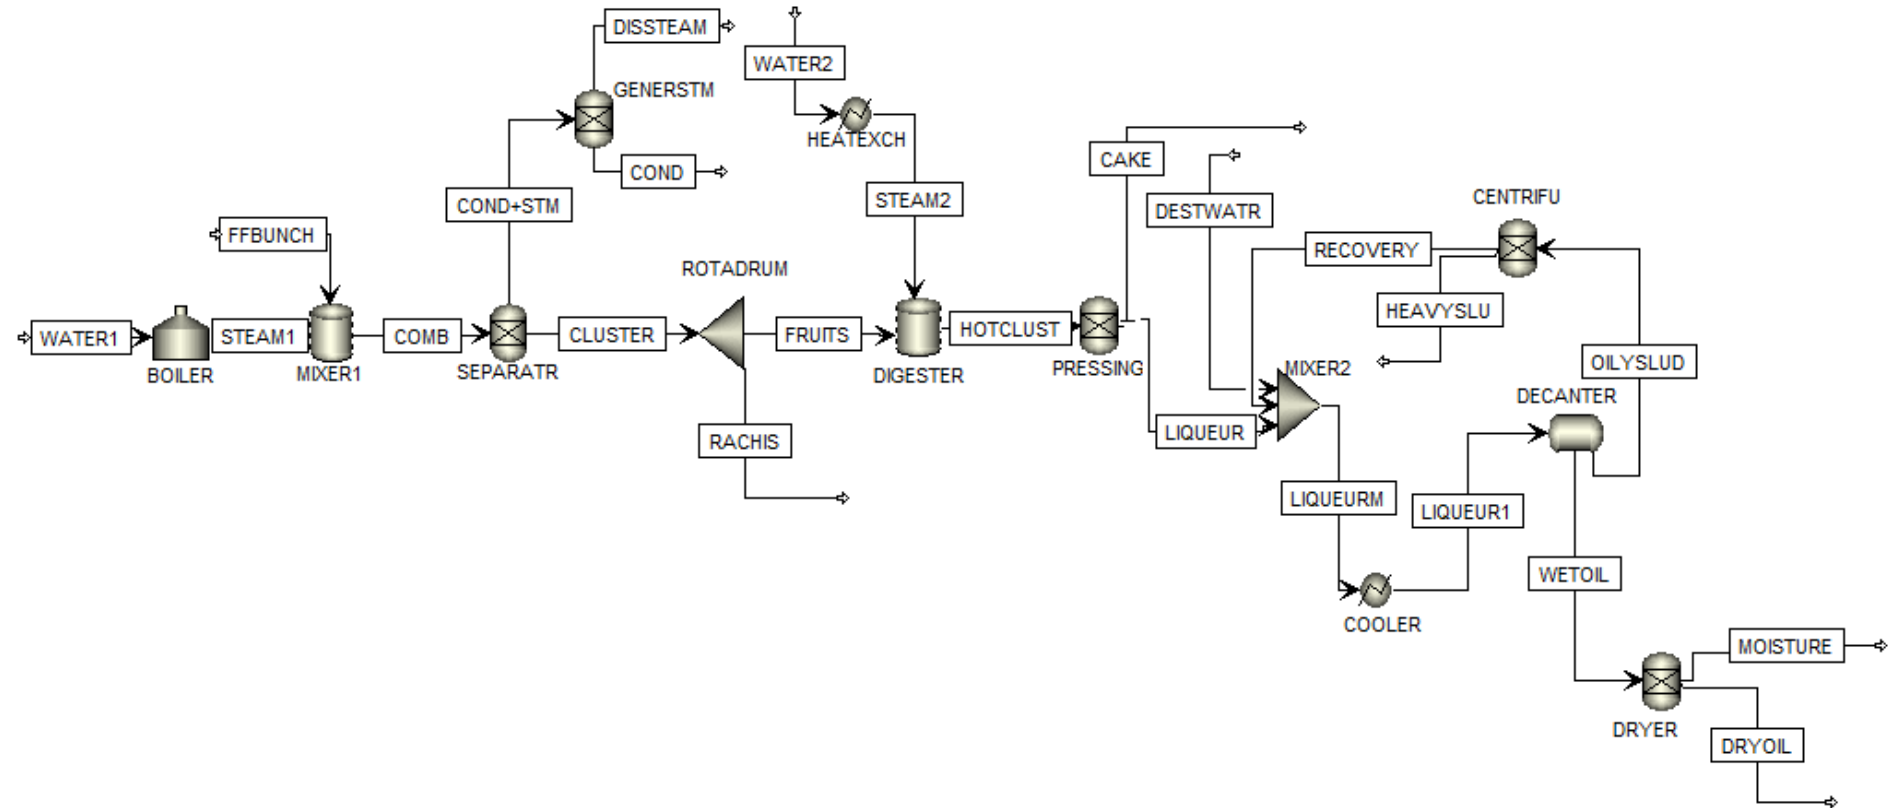 DISSTEAM
WATER2
GENERSTM
HEATEXCH
CAKE
COND
CENTRIFU
COND+STM
STEAM2
DESTWATR
FFBUNCH
RECOVERY
ROTADRUM
HEAVYSLU
WATER1
STEAM1
COMB
CLUSTER
FRUITS
HOTCLUST
BOILER
MIXER1
SEPARATR
DIGESTER
PRESSING
MIXER2
OILYSLUD
DECANTER
RACHIS
LIQUEUR
LIQUEURM
LIQUEUR1
WETOIL
COOLER
MOISTURE
DRYER
DRYOIL